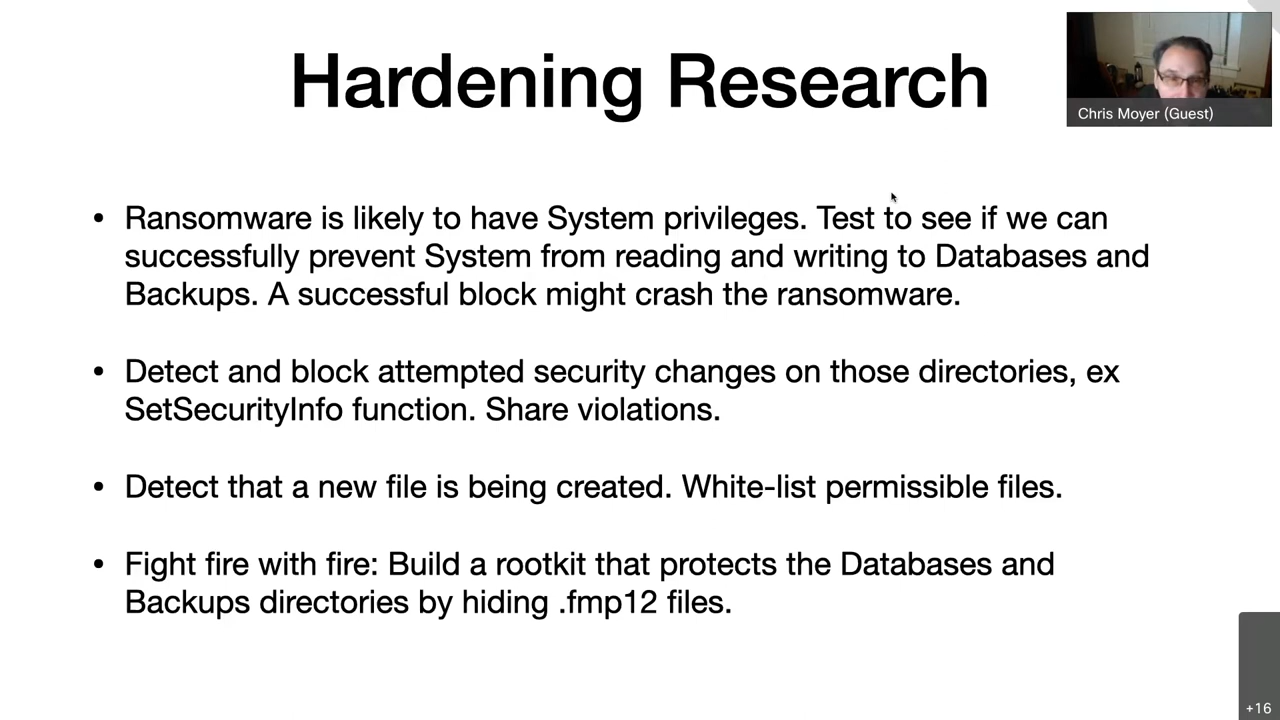 Hardening Research
Chris Moyer (Guest)
• Ransomware is likely to have System privileges. Test to see if we can
successfully prevent System from reading and writing to Databases and
Backups. A successful block might crash the ransomware.
• Detect and block attempted security changes on those directories, ex
SetSecurityInfo function. Share violations.
• Detect that a new file is being created. White-list permissible files.
• Fight fire with fire: Build a rootkit that protects the Databases and
Backups directories by hiding .fmp12 files.
+16